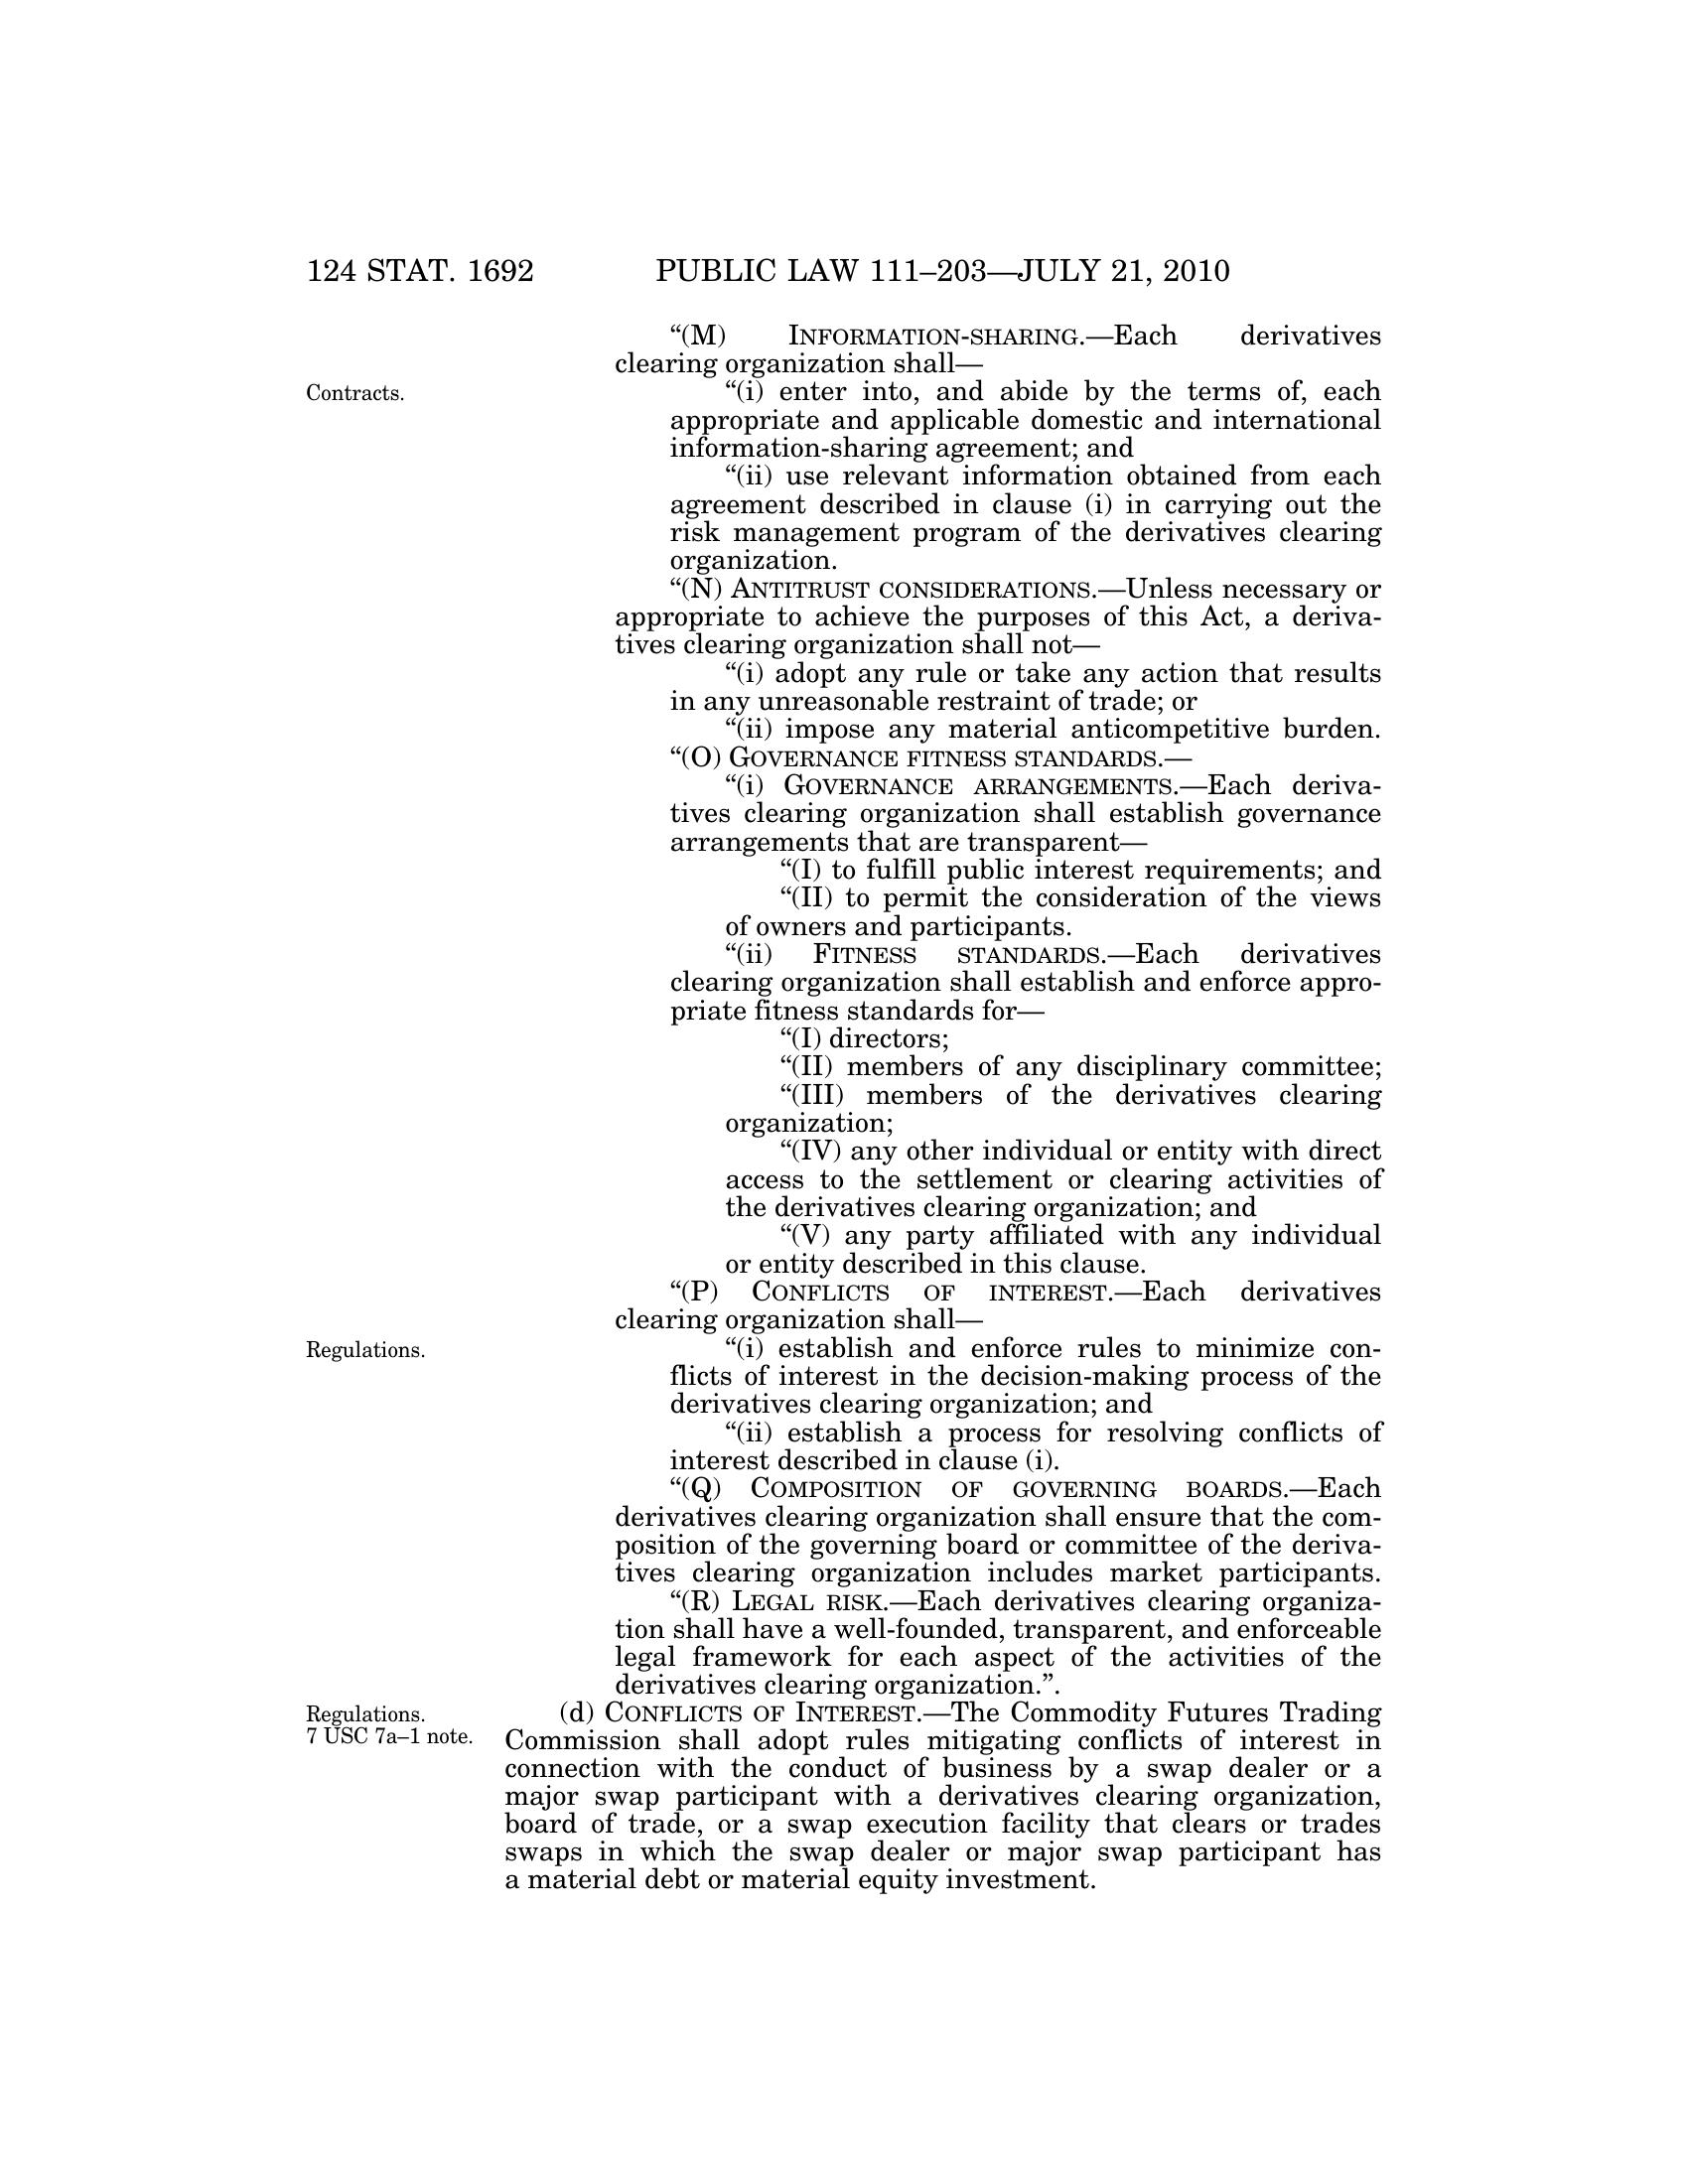 124 STAT. 1692 PUBLIC LAW 111–203—JULY 21, 2010
“(M) INFORMATION-SHARING.—Each derivatives
clearing organization shall—
Contracts.
“(i) enter into, and abide by the terms of, each
appropriate and applicable domestic and international
information-sharing agreement; and
“(ii) use relevant information obtained from each
agreement described in clause (i) in carrying out the
risk management program of the derivatives clearing
organization.
“(N) ANTITRUST CONSIDERATIONS.—Unless necessary or
appropriate to achieve the purposes of this Act, a deriva-
tives clearing organization shall not—
“(i) adopt any rule or take any action that results
in any unreasonable restraint of trade; or
“(ii) impose any material anticompetitive burden.
“(O) GOVERNANCE FITNESS STANDARDS.—
“(i) GOVERNANCE ARRANGEMENTS.—Each deriva-
tives clearing organization shall establish governance
arrangements that are transparent—
“(I) to fulfill public interest requirements; and
“(II) to permit the consideration of the views
of owners and participants.
“(ii) FITNESS STANDARDS.—Each derivatives
clearing organization shall establish and enforce appro-
priate fitness standards for—
“(I) directors;
“(II) members of any disciplinary committee;
“(III) members of the derivatives clearing
organization;
“(IV) any other individual or entity with direct
access to the settlement or clearing activities of
the derivatives clearing organization; and
“(V) any party affiliated with any individual
or entity described in this clause.
“(P) CONFLICTS OF INTEREST.—Each derivatives
clearing organization shall—
Regulations.
“(i) establish and enforce rules to minimize con-
flicts of interest in the decision-making process of the
derivatives clearing organization; and
“(ii) establish a process for resolving conflicts of
interest described in clause (i).
“(Q) COMPOSITION OF GOVERNING BOARDS.—Each
derivatives clearing organization shall ensure that the com-
position of the governing board or committee of the deriva-
tives clearing organization includes market participants.
“(R) LEGAL RISK.—Each derivatives clearing organiza-
tion shall have a well-founded, transparent, and enforceable
legal framework for each aspect of the activities of the
derivatives clearing organization.”.
Regulations.
7 USC 7a–1 note.
(d) CONFLICTS OF INTEREST.—The Commodity Futures Trading
Commission shall adopt rules mitigating conflicts of interest in
connection with the conduct of business by a swap dealer or a
major swap participant with a derivatives clearing organization,
board of trade, or a swap execution facility that clears or trades
swaps in which the swap dealer or major swap participant has
a material debt or material equity investment.